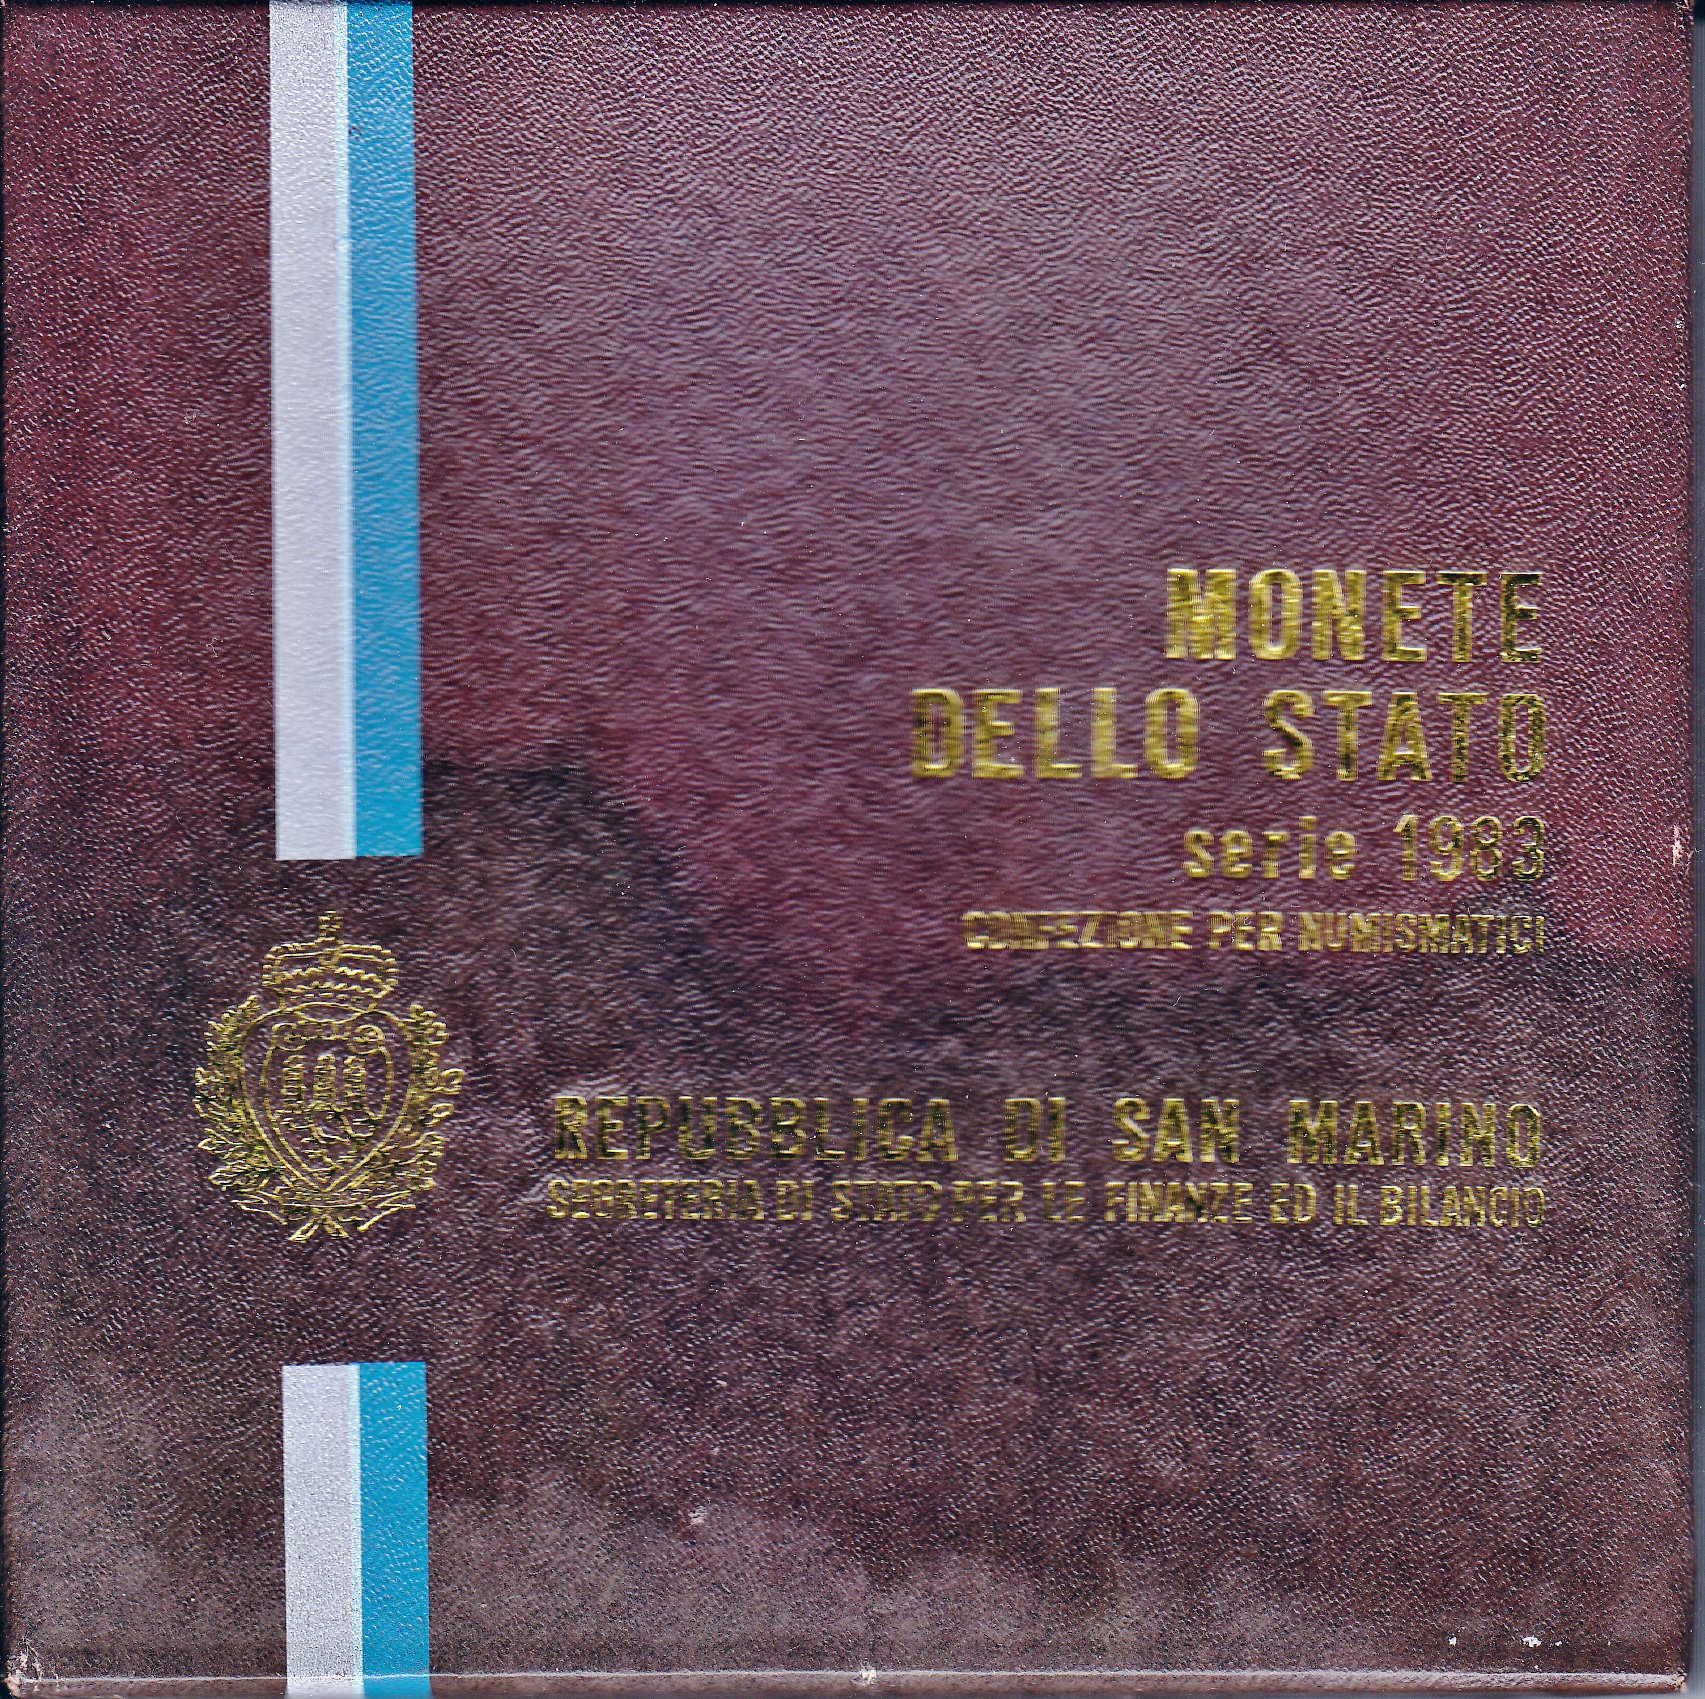 MONETE
DELLO STATO
serie 1983
CONFEZIONE PER NUMISMATICI
REPUBBLICA DI SAN MARINO
SEGRETERIA DI STATO PER LE FINANZE ED IL BILANCIO